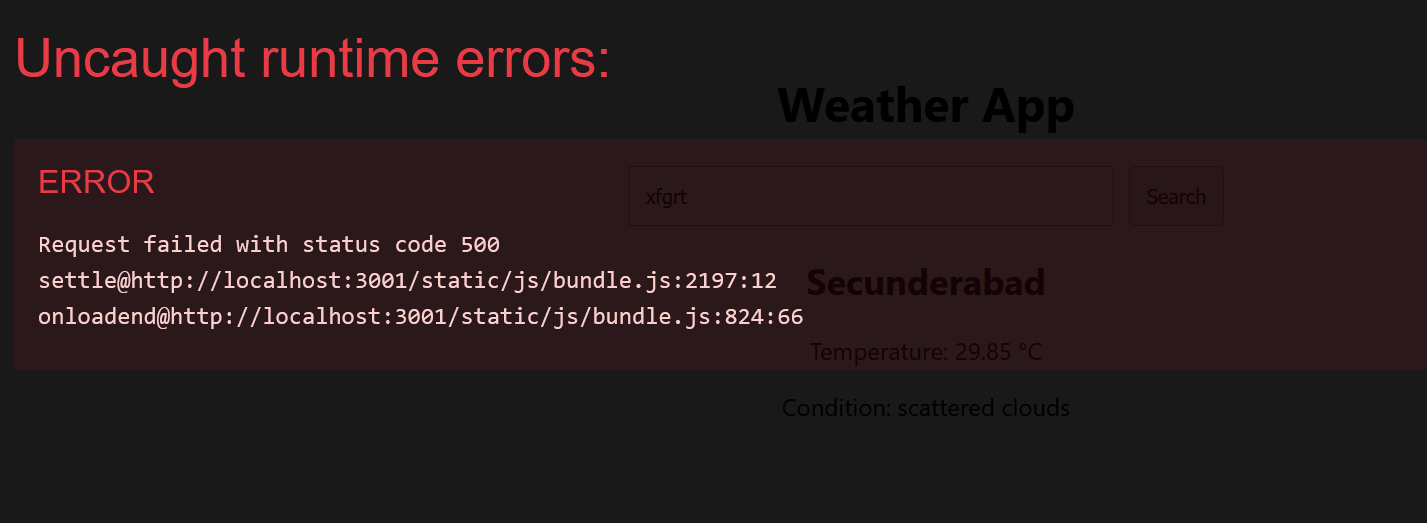 Uncaught runtime errors:
Weather App
ERROR
xfgrt
Search
Request failed with status code 500
settle@http://localhost:3001/static/js/bundle.js:2197:12
onloadend@http://localhost:3001/static/js/bundle.js:824:66
Secunderabad
Temperature: 29.85 °C
Condition: scattered clouds